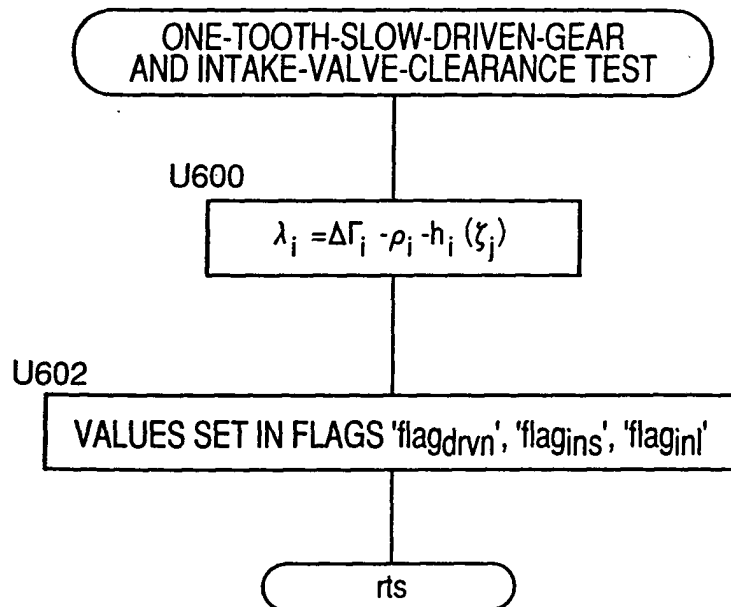 ONE-TOOTH-SLOW-DRIVEN-GEAR
AND INTAKE-VALVE-CLEARANCE TEST
U600
λi =ΔΓi -ρi -hi (ζj)
U602
VALUES SET IN FLAGS 'flagdrvn', 'flagins', 'flaginl'
rts